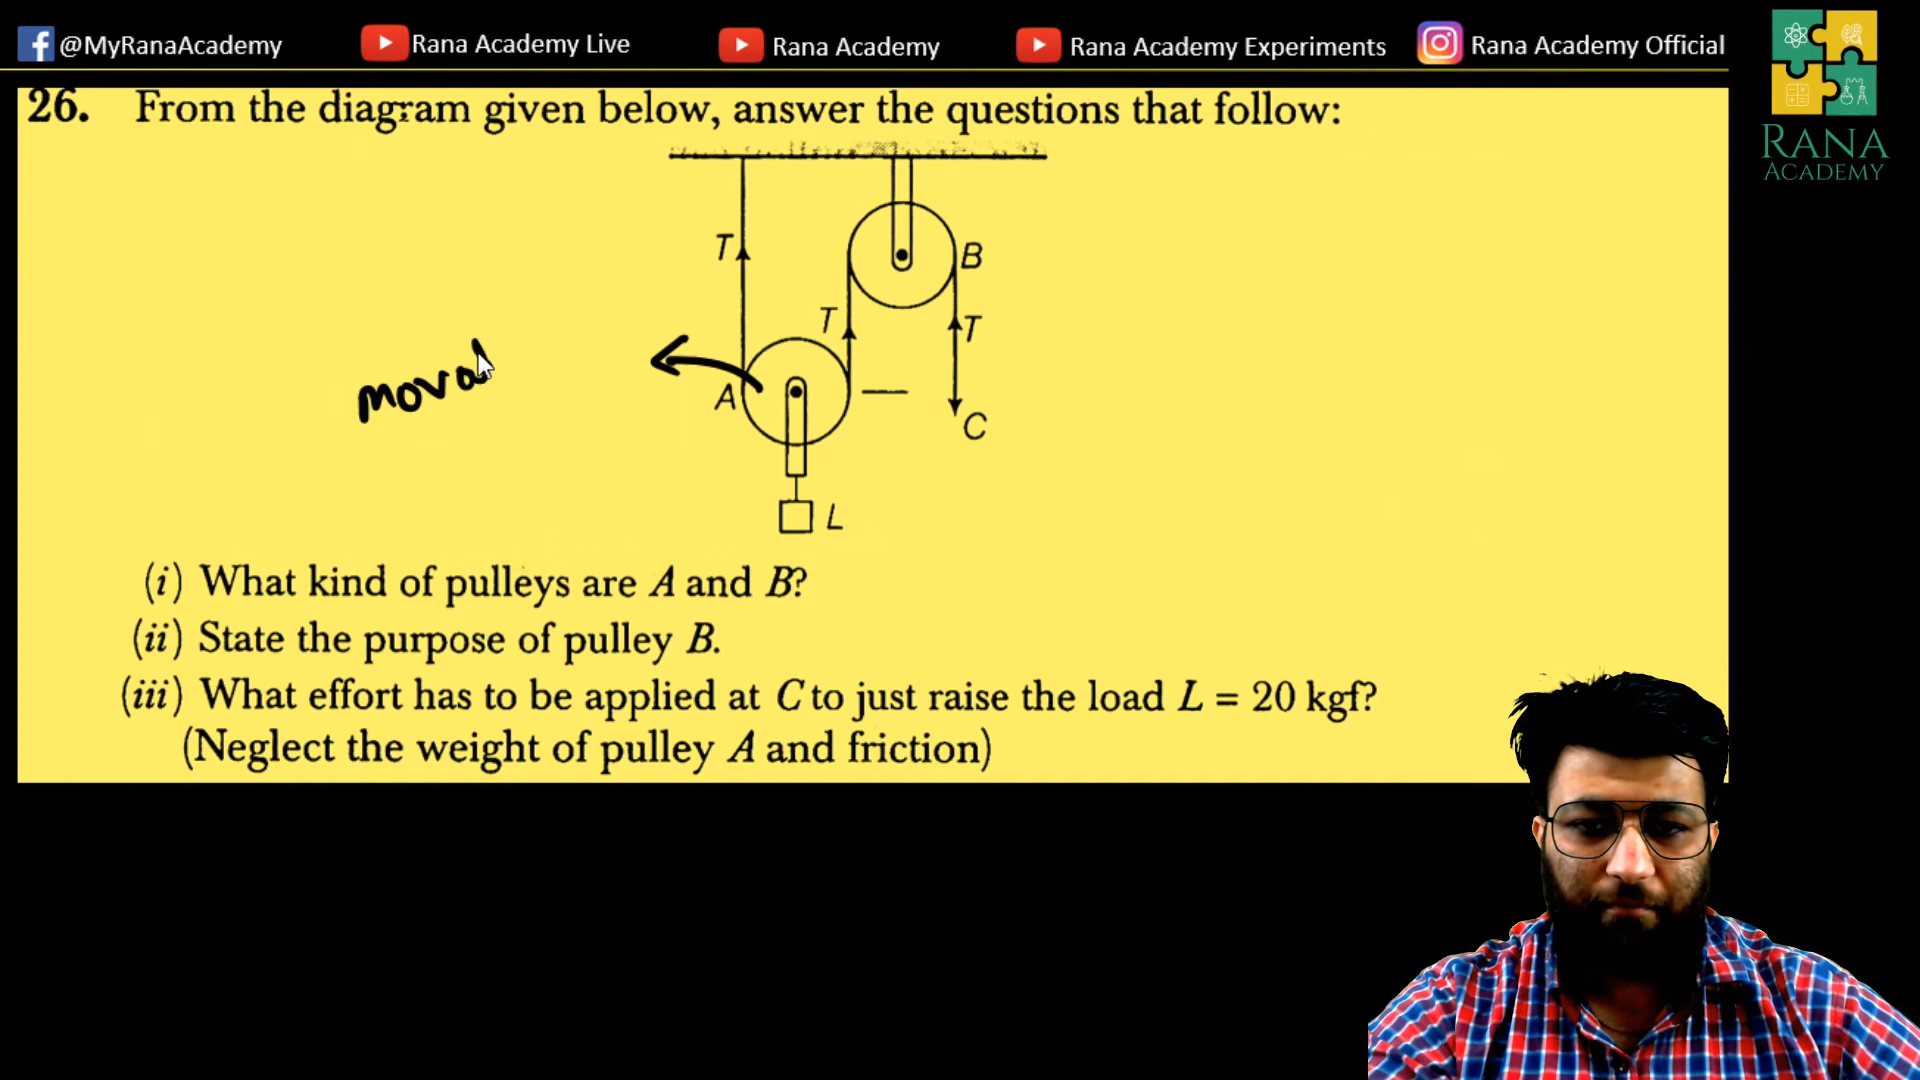 @MyRanaAcademy Rana Academy Live Rana Academy Rana Academy Experiments Rana Academy Official
RANA
ACADEMY
26. From the diagram given below, answer the questions that follow:
T
B
T
T
A
C
L
mova
(i) What kind of pulleys are A and B?
(ii) State the purpose of pulley B.
(iii) What effort has to be applied at C to just raise the load L = 20 kgf?
(Neglect the weight of pulley A and friction)